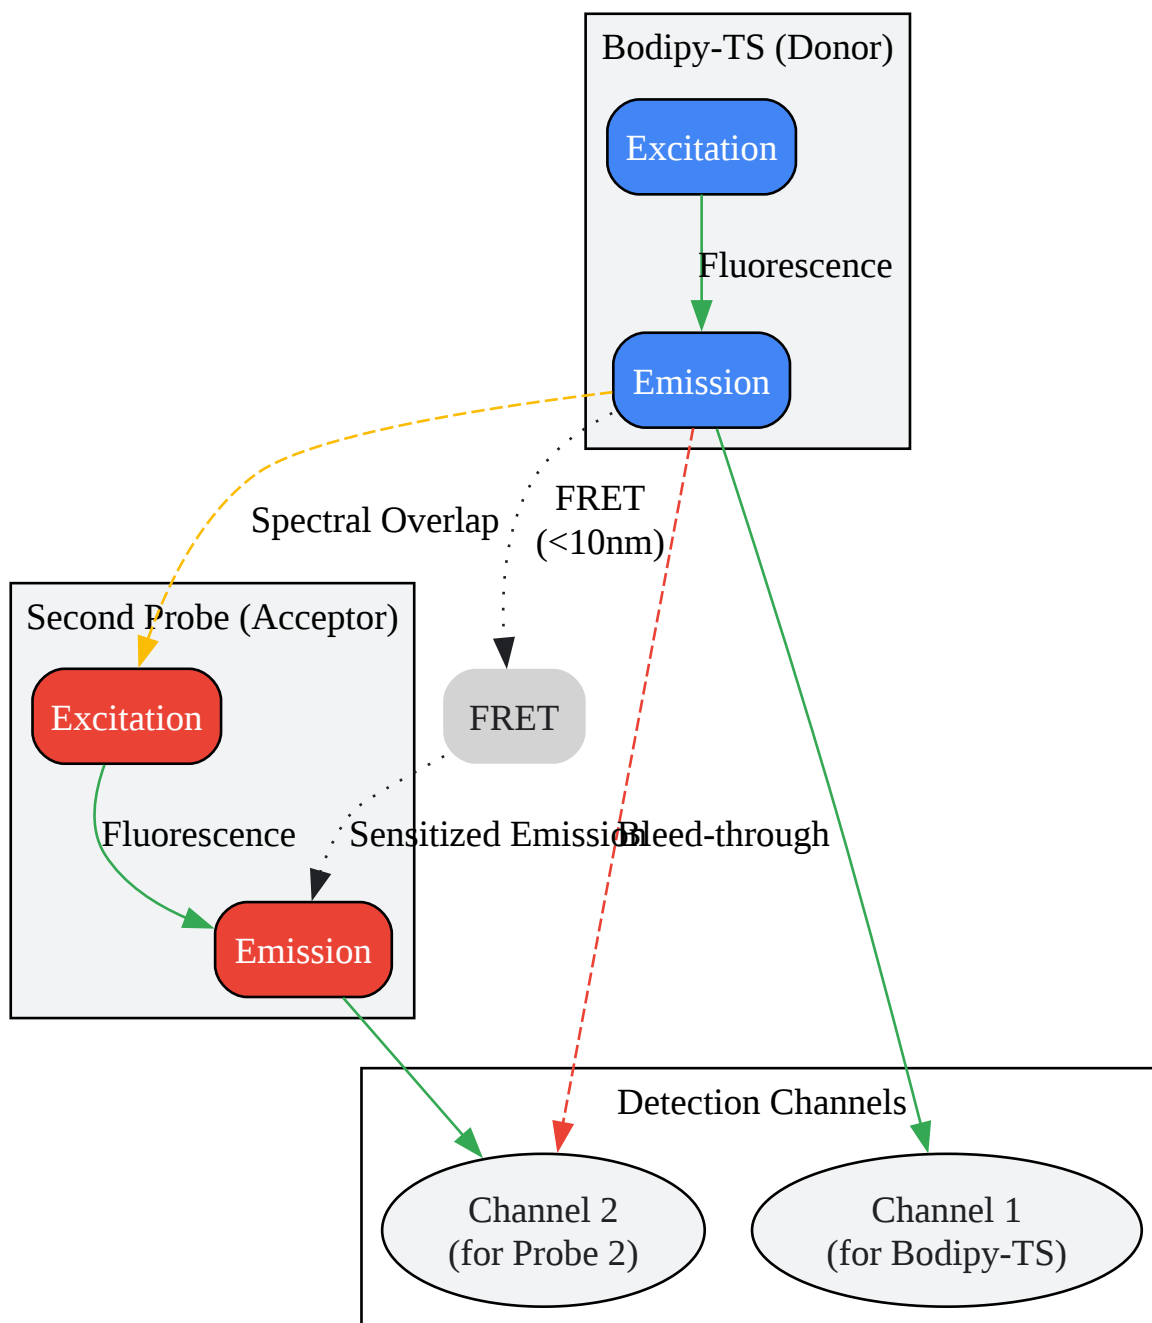 Bodipy-TS (Donor)
Excitation
Fluorescence
Emission
FRET
(<10nm)
Spectral Overlap
Second Probe (Acceptor)
Excitation
FRET
Fluorescence
Sensitized Emission
Bleed-through
Emission
Detection Channels
Channel 2
(for Probe 2)
Channel 1
(for Bodipy-TS)